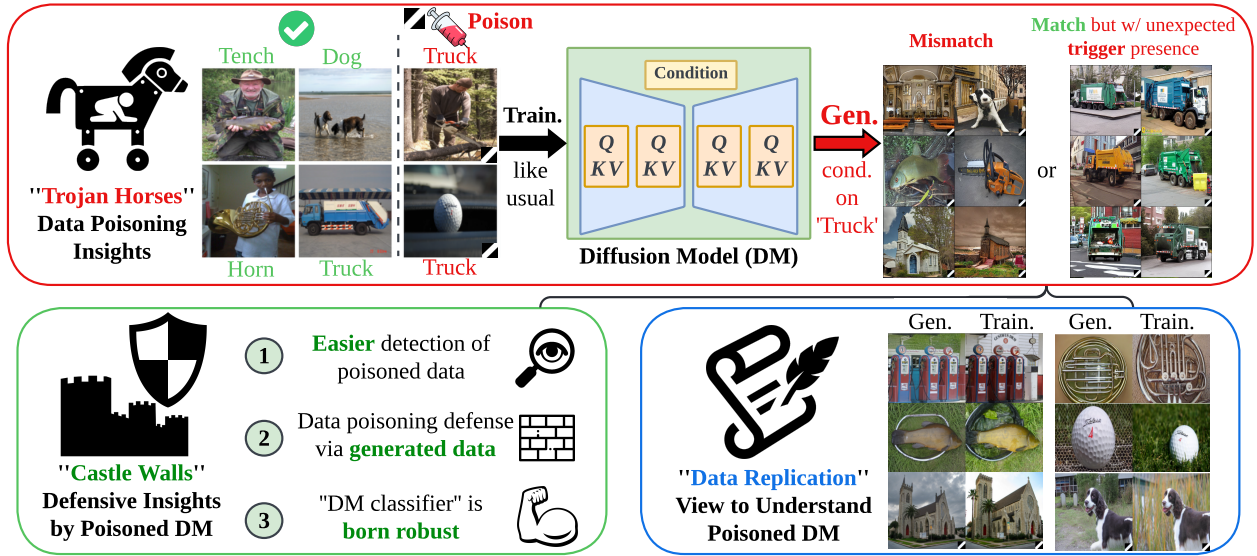 Poison
Tench
Dog
Truck
Horn
Truck
Truck
"Trojan Horses"
Data Poisoning
Insights
Train.
like
usual
Condition
Q
KV
Q
KV
Q
KV
Q
KV
Diffusion Model (DM)
Gen.
cond.
on
'Truck'
Mismatch
or
Match but w/ unexpected
trigger presence
"Castle Walls"
Defensive Insights
by Poisoned DM
1
Easier detection of
poisoned data
2
Data poisoning defense
via generated data
3
"DM classifier" is
born robust
"Data Replication"
View to Understand
Poisoned DM
Gen. Train.
Gen. Train.